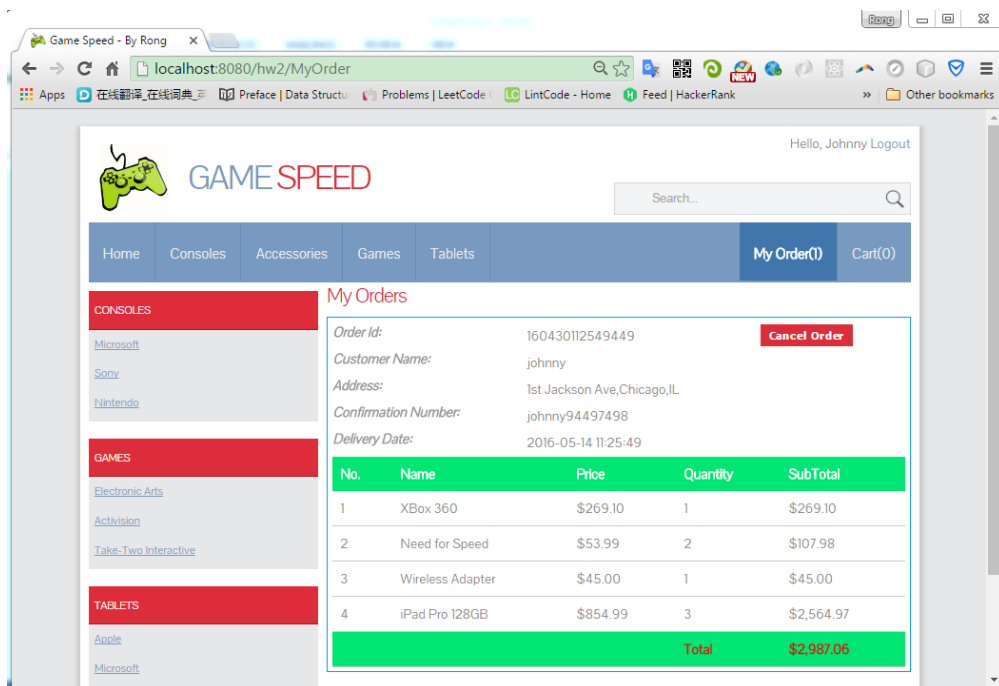 Rong
Game Speed - By Rong
localhost:8080/hw2/MyOrder
NEW
Apps 在线翻译_在线词典_ Preface | Data Structu Problems | LeetCode LC LintCode - Home Feed | HackerRank » Other bookmarks
Hello, Johnny Logout
GAME SPEED
Search...
Home Consoles Accessories Games Tablets My Order(1) Cart(0)
My Orders
CONSOLES
Microsoft
Sony
Nintendo
GAMES
Electronic Arts
Activision
Take-Two Interactive
TABLETS
Apple
Microsoft
Order Id: 160430112549449 Cancel Order
Customer Name: johnny
Address: 1st Jackson Ave,Chicago,IL
Confirmation Number: johnny94497498
Delivery Date: 2016-05-14 11:25:49
No. Name Price Quantity SubTotal
1 XBox 360 $269.10 1 $269.10
2 Need for Speed $53.99 2 $107.98
3 Wireless Adapter $45.00 1 $45.00
4 iPad Pro 128GB $854.99 3 $2,564.97
Total $2,987.06